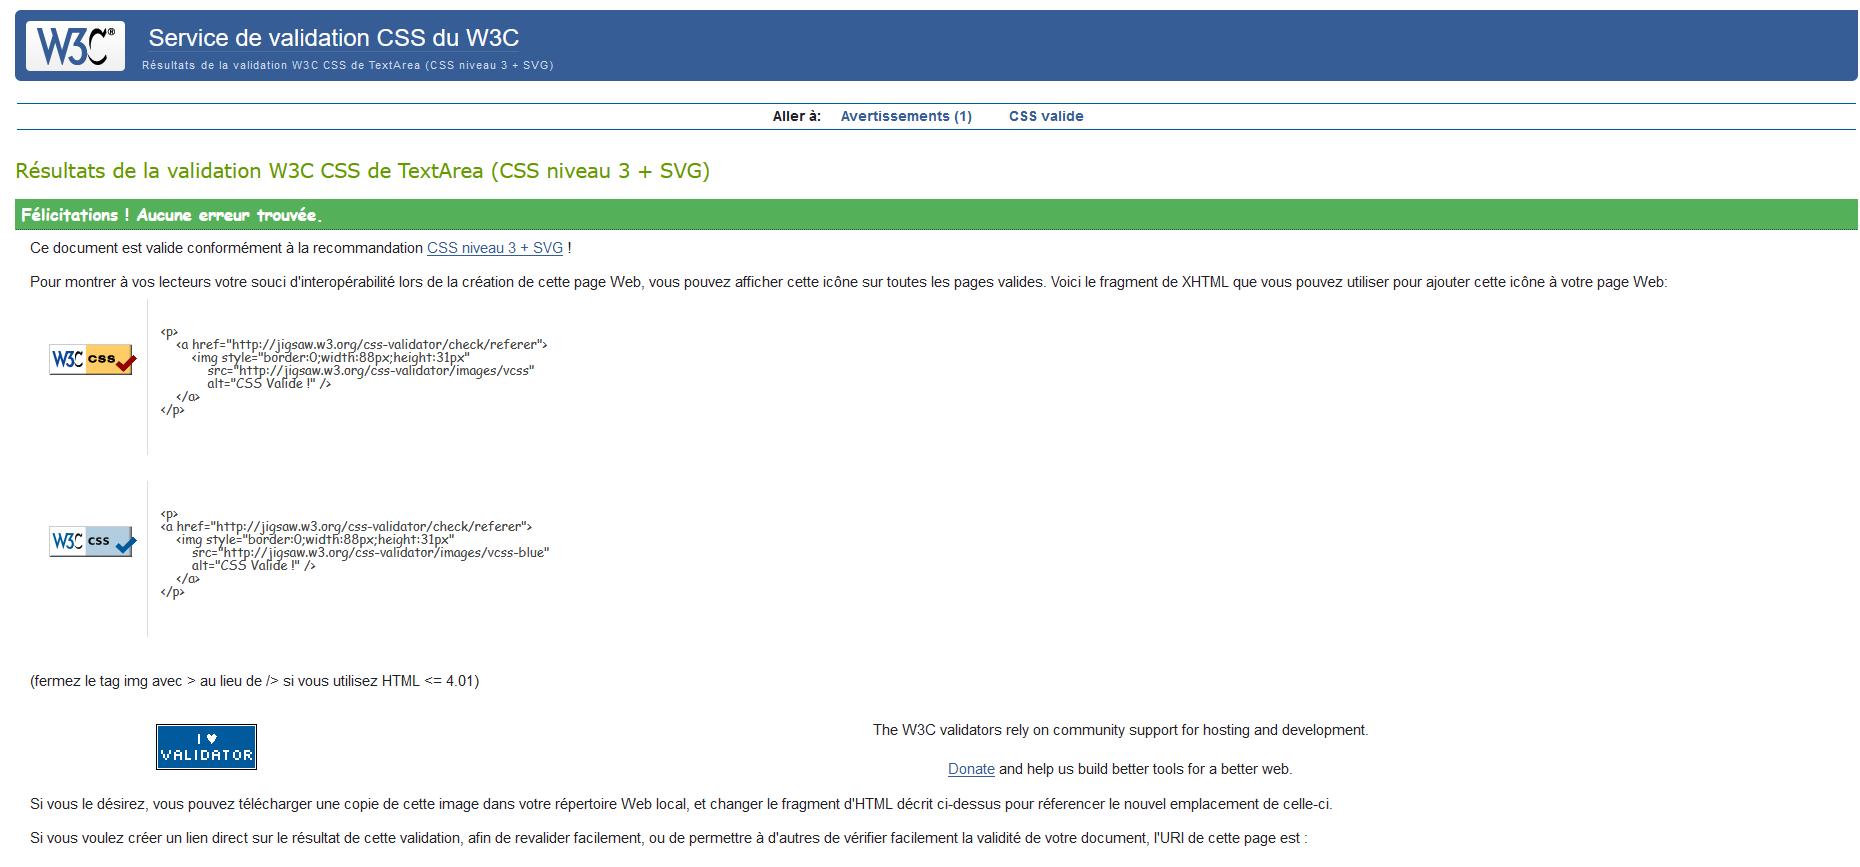 W3C® Service de validation CSS du W3C
Résultats de la validation W3C CSS de TextArea (CSS niveau 3 + SVG)
Aller à: Avertissements (1) CSS valide
Résultats de la validation W3C CSS de TextArea (CSS niveau 3 + SVG)
Félicitations ! Aucune erreur trouvée.
Ce document est valide conformément à la recommandation CSS niveau 3 + SVG !
Pour montrer à vos lecteurs votre souci d'interopérabilité lors de la création de cette page Web, vous pouvez afficher cette icône sur toutes les pages valides. Voici le fragment de XHTML que vous pouvez utiliser pour ajouter cette icône à votre page Web:
W3C css
<p>
<a href="http://jigsaw.w3.org/css-validator/check/referer">
<img style="border:0;width:88px;height:31px"
src="http://jigsaw.w3.org/css-validator/images/vcss"
alt="CSS Valide !" />
</a>
</p>
W3C css
<p>
<a href="http://jigsaw.w3.org/css-validator/check/referer">
<img style="border:0;width:88px;height:31px"
src="http://jigsaw.w3.org/css-validator/images/vcss-blue"
alt="CSS Valide !" />
</a>
</p>
(fermez le tag img avec > au lieu de /> si vous utilisez HTML <= 4.01)
I ♥
VALIDATOR
The W3C validators rely on community support for hosting and development.
Donate and help us build better tools for a better web.
Si vous le désirez, vous pouvez télécharger une copie de cette image dans votre répertoire Web local, et changer le fragment d'HTML décrit ci-dessus pour réferencer le nouvel emplacement de celle-ci.
Si vous voulez créer un lien direct sur le résultat de cette validation, afin de revalider facilement, ou de permettre à d'autres de vérifier facilement la validité de votre document, l'URI de cette page est :